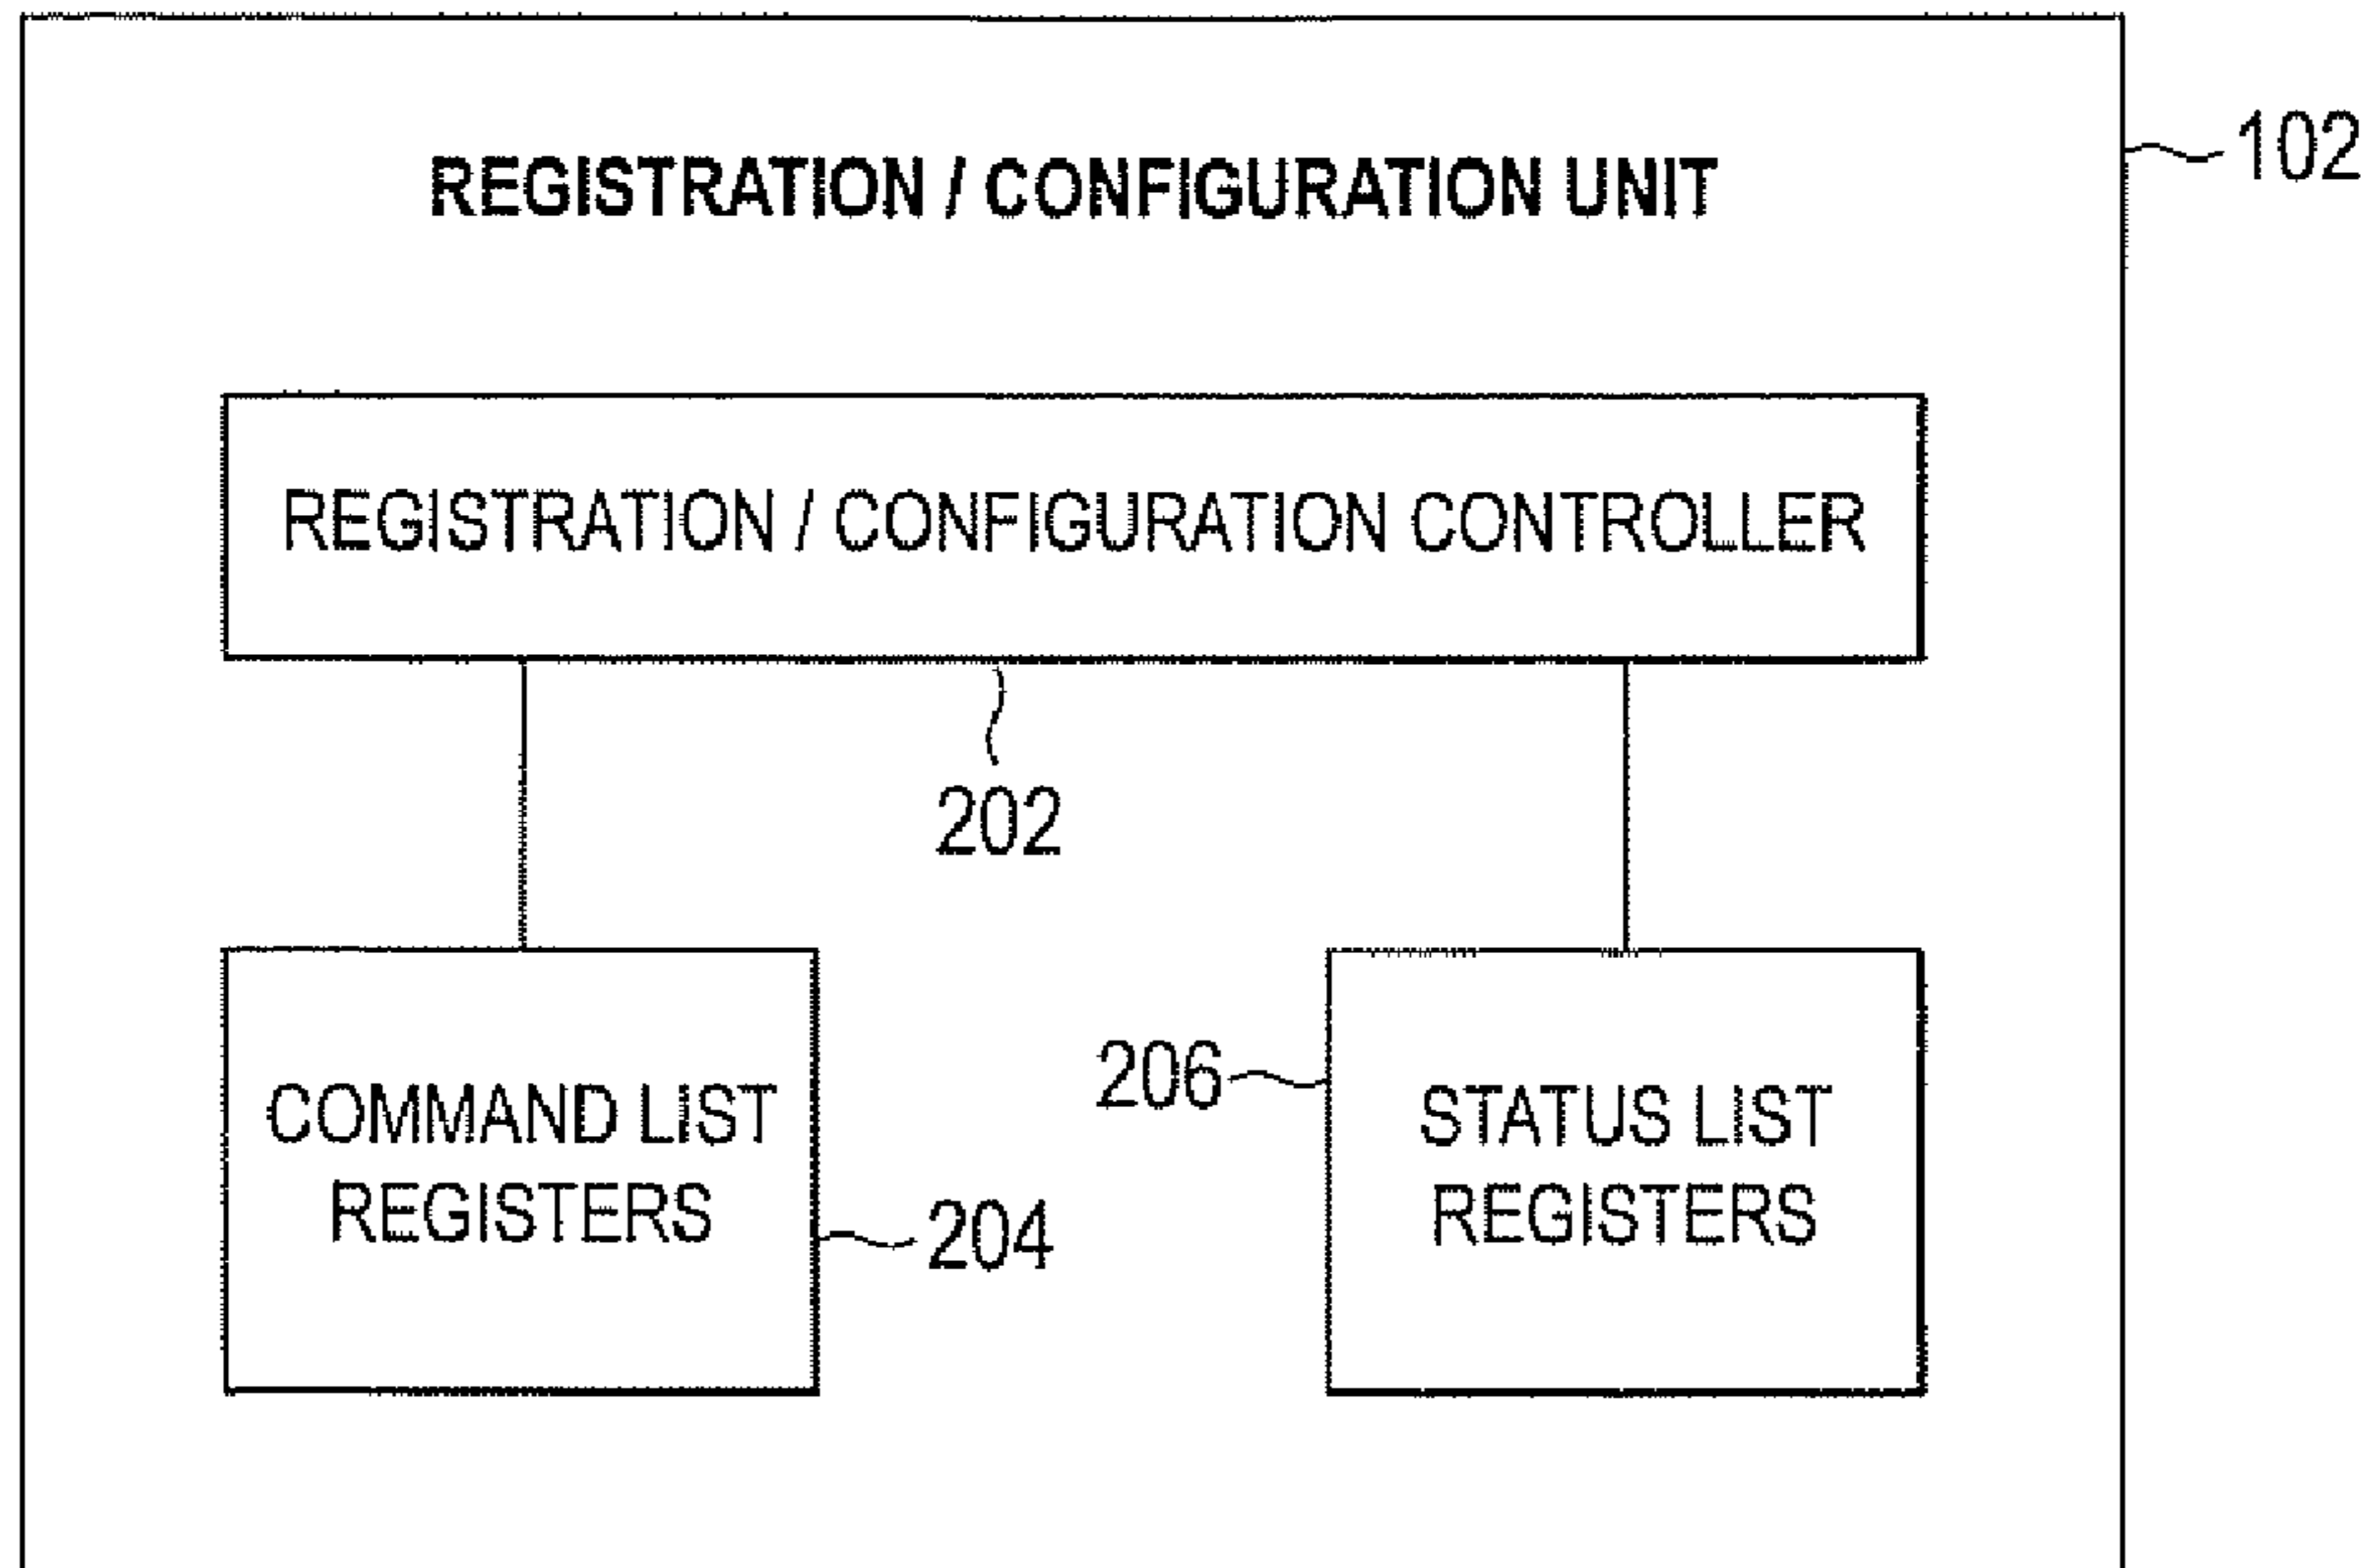 102
REGISTRATION / CONFIGURATION UNIT
REGISTRATION / CONFIGURATION CONTROLLER
202
COMMAND LIST
REGISTERS
204
206
STATUS LIST
REGISTERS